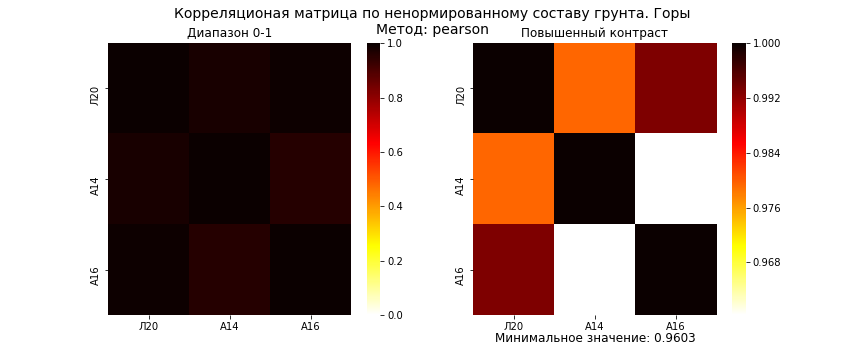 Корреляционая матрица по ненормированному составу грунта. Горы
Метод: pearson
Диапазон 0-1
Повышенный контраст
Л20
А14
А16
Л20
А14
А16
1.0
0.8
0.6
0.4
0.2
0.0
Л20
А14
А16
Л20
А14
А16
1.000
0.992
0.984
0.976
0.968
Минимальное значение: 0.9603